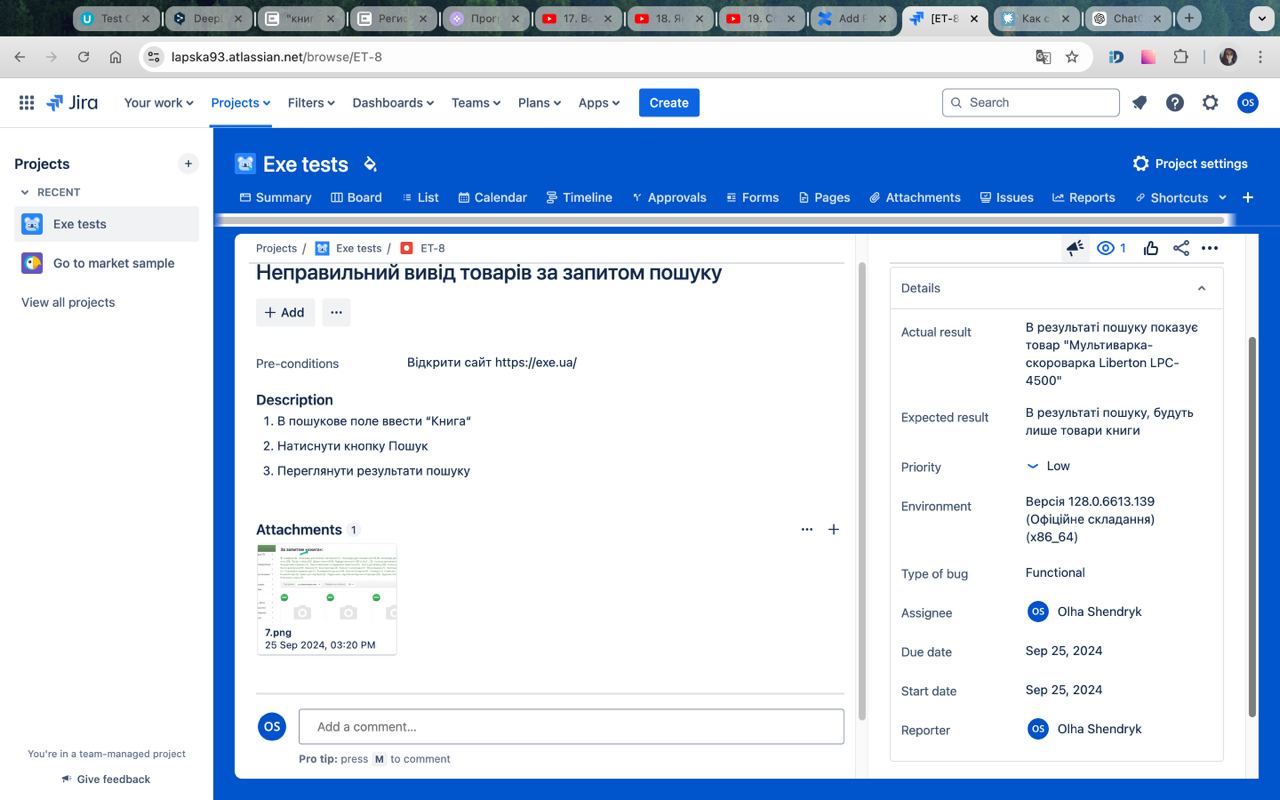 Test C
DeepL
"книг
Регис
Прог
17. Вс
18. Як
Add F
[ET-8
Как с
ChatG
lapska93.atlassian.net/browse/ET-8
Jira
Your work
Projects
Filters
Dashboards
Teams
Plans
Apps
Create
Search
OS
Projects
RECENT
Exe tests
Go to market sample
View all projects
You're in a team-managed project
Give feedback
Exe tests
Project settings
Summary
Board
List
Calendar
Timeline
Approvals
Forms
Pages
Attachments
Issues
Reports
Shortcuts
Projects / Exe tests / ET-8
1
Неправильний вивід товарів за запитом пошуку
+ Add
Pre-conditions
Відкрити сайт https://exe.ua/
Description
1. В пошукове поле ввести “Книга“
2. Натиснути кнопку Пошук
3. Переглянути результати пошуку
Attachments 1
7.png
25 Sep 2024, 03:20 PM
OS
Add a comment...
Pro tip: press M to comment
Details
Actual result
В результаті пошуку показує
товар "Мультиварка-
скороварка Liberton LPC-
4500"
Expected result
В результаті пошуку, будуть
лише товари книги
Priority
Low
Environment
Версія 128.0.6613.139
(Офіційне складання)
(x86_64)
Type of bug
Functional
Assignee
OS Olha Shendryk
Due date
Sep 25, 2024
Start date
Sep 25, 2024
Reporter
OS Olha Shendryk